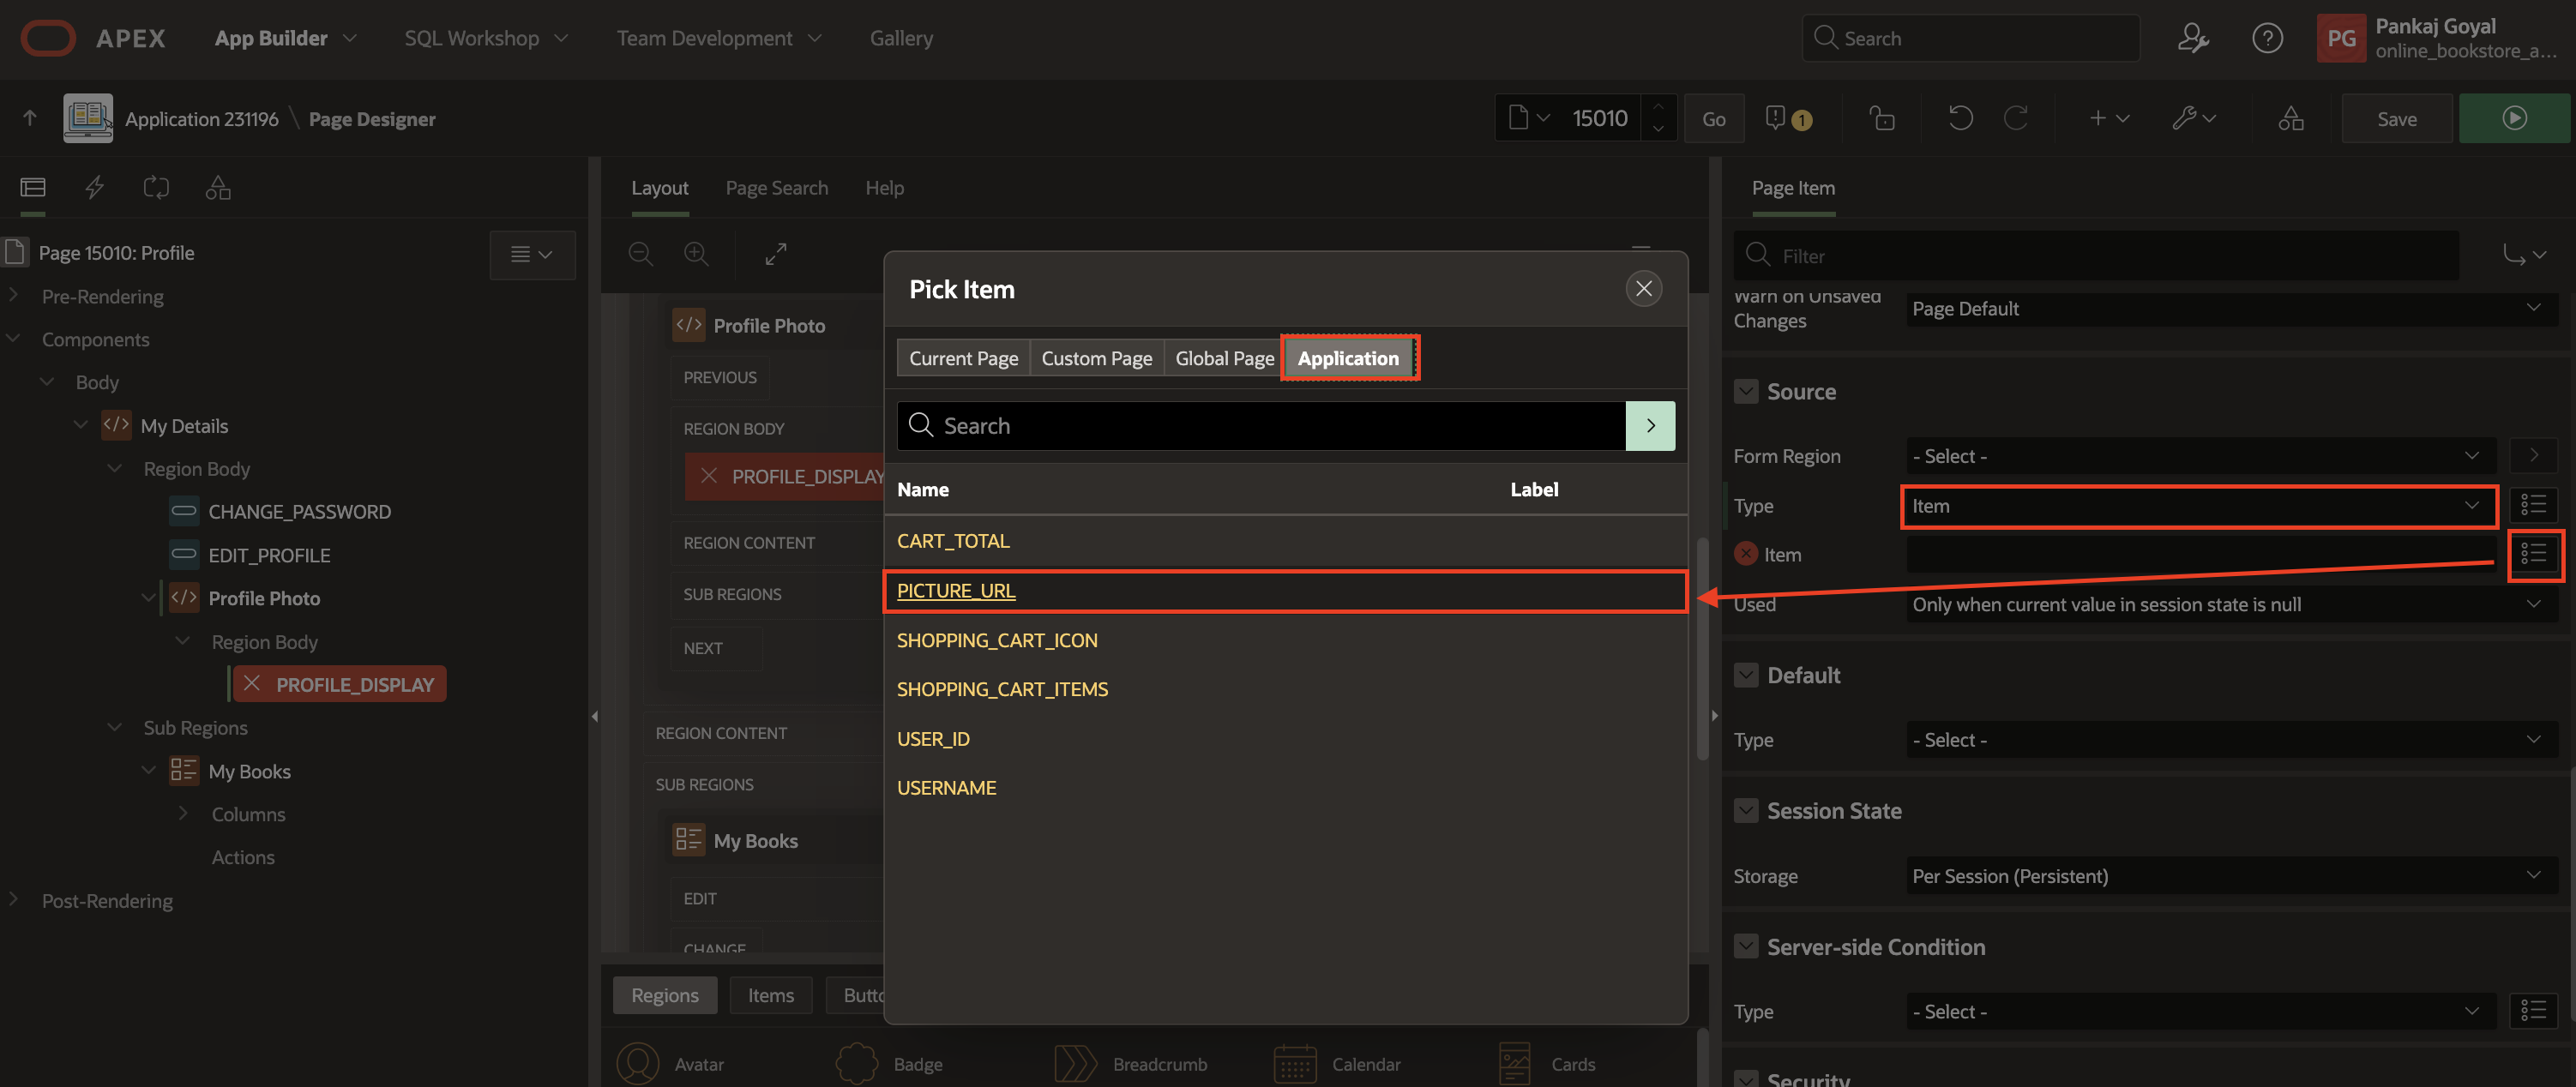 APEX App Builder SQL Workshop Team Development Gallery Search PG Pankaj Goyal
online_bookstore_a...
Application 231196 \ Page Designer 15010 Go 1 Save
Layout Page Search Help
Page Item
Page 15010: Profile
Pre-Rendering
Components
Body
</> My Details
Region Body
CHANGE_PASSWORD
EDIT_PROFILE
</> Profile Photo
Region Body
PROFILE_DISPLAY
Sub Regions
My Books
Columns
Actions
Post-Rendering
</> Profile Photo
PREVIOUS
REGION BODY
PROFILE_DISPLAY
REGION CONTENT
SUB REGIONS
NEXT
REGION CONTENT
SUB REGIONS
My Books
EDIT
CHANGE
Regions Items Butto
Avatar Badge Breadcrumb Calendar Cards
Pick Item
Current Page Custom Page Global Page Application
Search
Name Label
CART_TOTAL
PICTURE_URL
SHOPPING_CART_ICON
SHOPPING_CART_ITEMS
USER_ID
USERNAME
Filter
Warn on Unsaved
Changes Page Default
Source
Form Region - Select -
Type Item
Item
Used Only when current value in session state is null
Default
Type - Select -
Session State
Storage Per Session (Persistent)
Server-side Condition
Type - Select -
Security